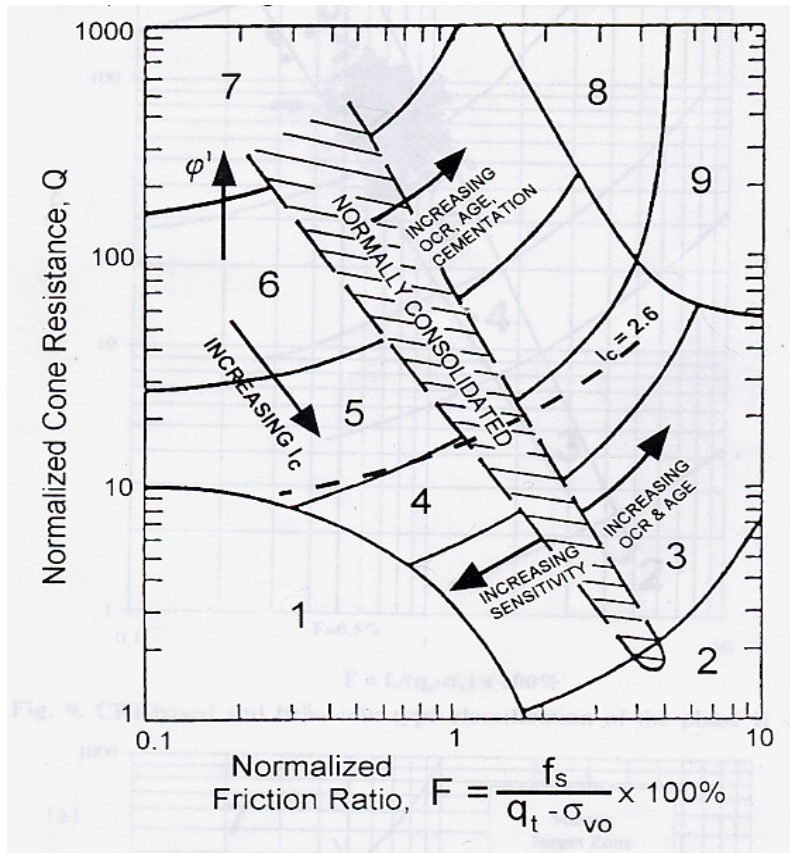 1000
100
10
1
0.1
1
10
Normalized Cone Resistance, Q
7
8
9
6
5
4
3
2
1
φ'
INCREASING
OCR, AGE,
CEMENTATION
NORMALLY CONSOLIDATED
INCREASING Ic
Ic = 2.6
INCREASING
OCR & AGE
INCREASING
SENSITIVITY
Normalized
Friction Ratio, F = fs / (qt - σvo) x 100%